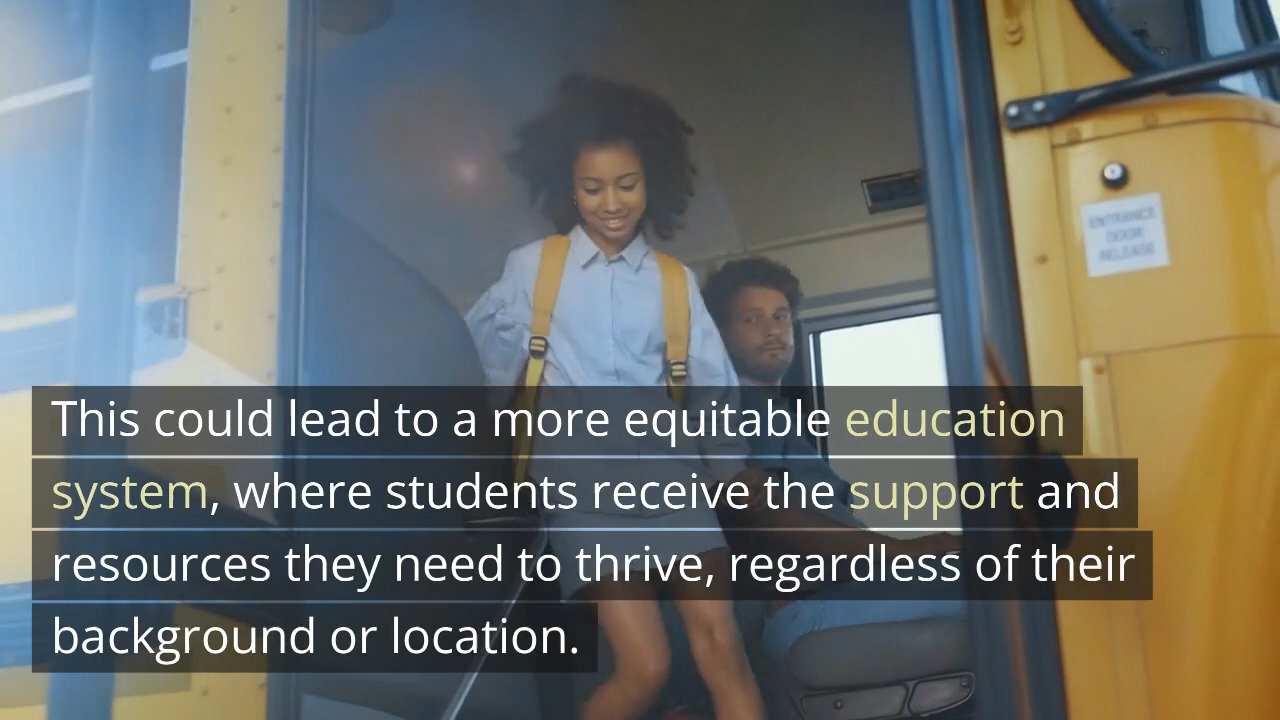 This could lead to a more equitable education
system, where students receive the support and
resources they need to thrive, regardless of their
background or location.
ENTRANCE
DOOR
RELEASE